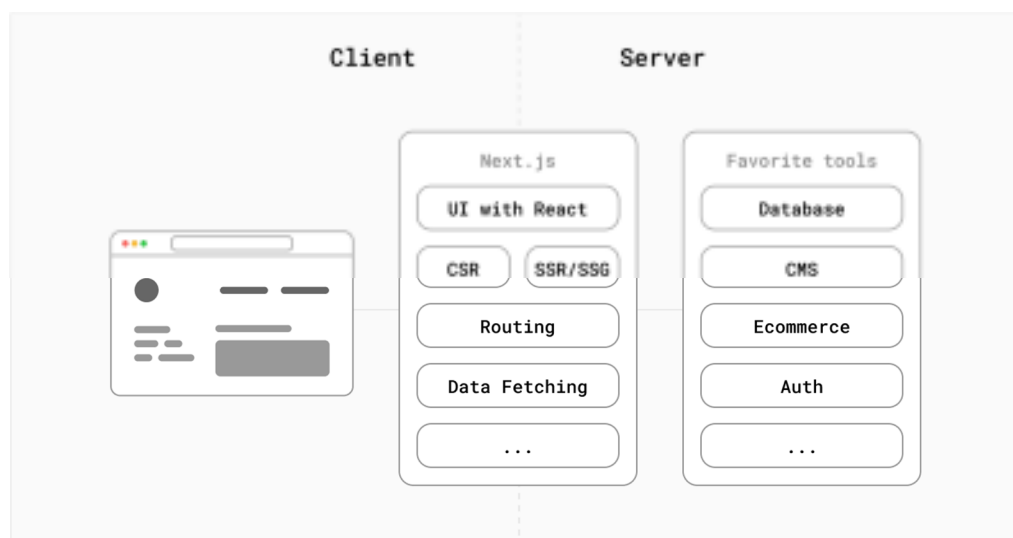 Client
Server
Next.js
UI with React
CSR
SSR/SSG
Routing
Data Fetching
...
Favorite tools
Database
CMS
Ecommerce
Auth
...